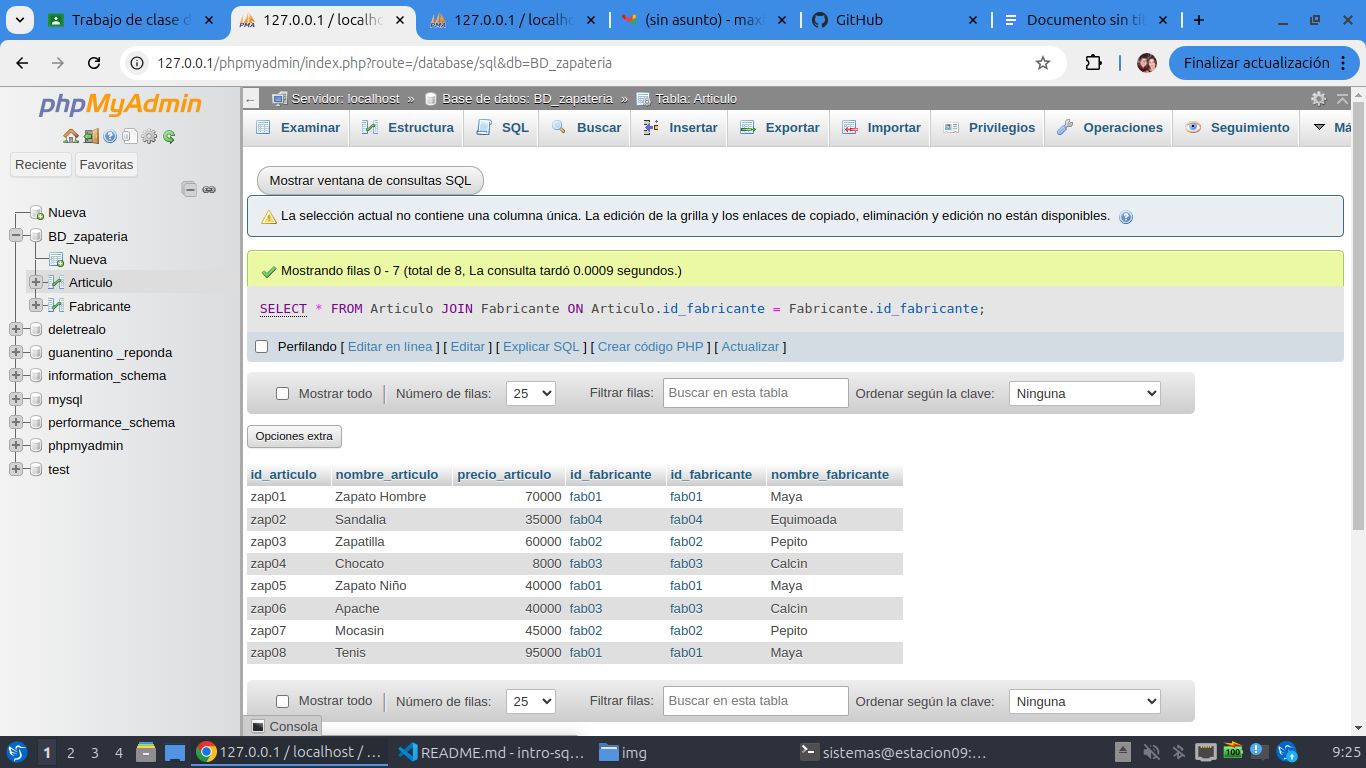 Trabajo de clase d
127.0.0.1 / localho
127.0.0.1 / localho
(sin asunto) - maxi
GitHub
Documento sin tít
127.0.0.1/phpmyadmin/index.php?route=/database/sql&db=BD_zapateria
Finalizar actualización
phpMyAdmin
Reciente Favoritas
Nueva
BD_zapateria
Nueva
Articulo
Fabricante
deletrealo
guanentino _reponda
information_schema
mysql
performance_schema
phpmyadmin
test
Servidor: localhost » Base de datos: BD_zapateria » Tabla: Articulo
Examinar Estructura SQL Buscar Insertar Exportar Importar Privilegios Operaciones Seguimiento Má
Mostrar ventana de consultas SQL
La selección actual no contiene una columna única. La edición de la grilla y los enlaces de copiado, eliminación y edición no están disponibles.
Mostrando filas 0 - 7 (total de 8, La consulta tardó 0.0009 segundos.)
SELECT * FROM Articulo JOIN Fabricante ON Articulo.id_fabricante = Fabricante.id_fabricante;
Perfilando [ Editar en línea ] [ Editar ] [ Explicar SQL ] [ Crear código PHP ] [ Actualizar ]
Mostrar todo Número de filas: 25 Filtrar filas: Buscar en esta tabla Ordenar según la clave: Ninguna
Opciones extra
id_articulo nombre_articulo precio_articulo id_fabricante id_fabricante nombre_fabricante
zap01 Zapato Hombre 70000 fab01 fab01 Maya
zap02 Sandalia 35000 fab04 fab04 Equimoada
zap03 Zapatilla 60000 fab02 fab02 Pepito
zap04 Chocato 8000 fab03 fab03 Calcìn
zap05 Zapato Niño 40000 fab01 fab01 Maya
zap06 Apache 40000 fab03 fab03 Calcìn
zap07 Mocasin 45000 fab02 fab02 Pepito
zap08 Tenis 95000 fab01 fab01 Maya
Mostrar todo Número de filas: 25 Filtrar filas: Buscar en esta tabla Ordenar según la clave: Ninguna
Consola
1 2 3 4 127.0.0.1 / localhost / ... README.md - intro-sq... img sistemas@estacion09:... 100 9:25